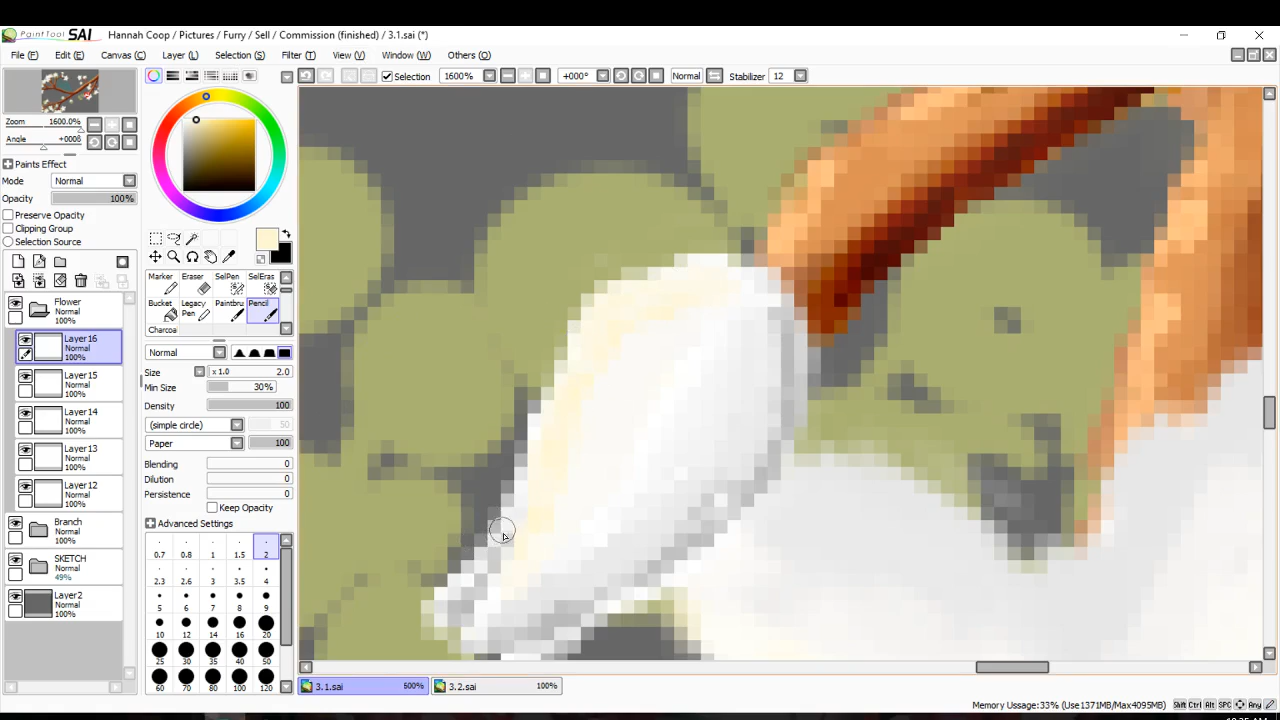 PaintTool SAI Hannah Coop / Pictures / Furry / Sell / Commission (finished) / 3.1.sai (*)
File (F) Edit (E) Canvas (C) Layer (L) Selection (S) Filter (T) View (V) Window (W) Others (O)
Selection 1600% +000° Normal Stabilizer 12
Zoom 1600.0%
Angle +000θ
Paints Effect
Mode Normal
Opacity 100%
Preserve Opacity
Clipping Group
Selection Source
Flower
Normal
100%
Layer16
Normal
100%
Layer15
Normal
100%
Layer14
Normal
100%
Layer13
Normal
100%
Layer12
Normal
100%
Branch
Normal
100%
SKETCH
49%
Layer2
Normal
100%
Marker Eraser SelPen SelEras
Bucket Legacy Pen Paintbru Pencil
Charcoa
Normal
Size x 1.0 2.0
Min Size 30%
Density 100
(simple circle) 50
Paper 100
Blending 0
Dilution 0
Persistence 0
Keep Opacity
Advanced Settings
0.7 0.8 1 1.5 2
2.3 2.6 3 3.5 4
5 6 7 8 9
10 12 14 16 20
25 30 35 40 50
60 70 80 100 120
3.1.sai 500% 3.2.sai 100%
Memory Ussage:33% (Use1371MB/Max4095MB) Shift Ctrl Alt SPC Any